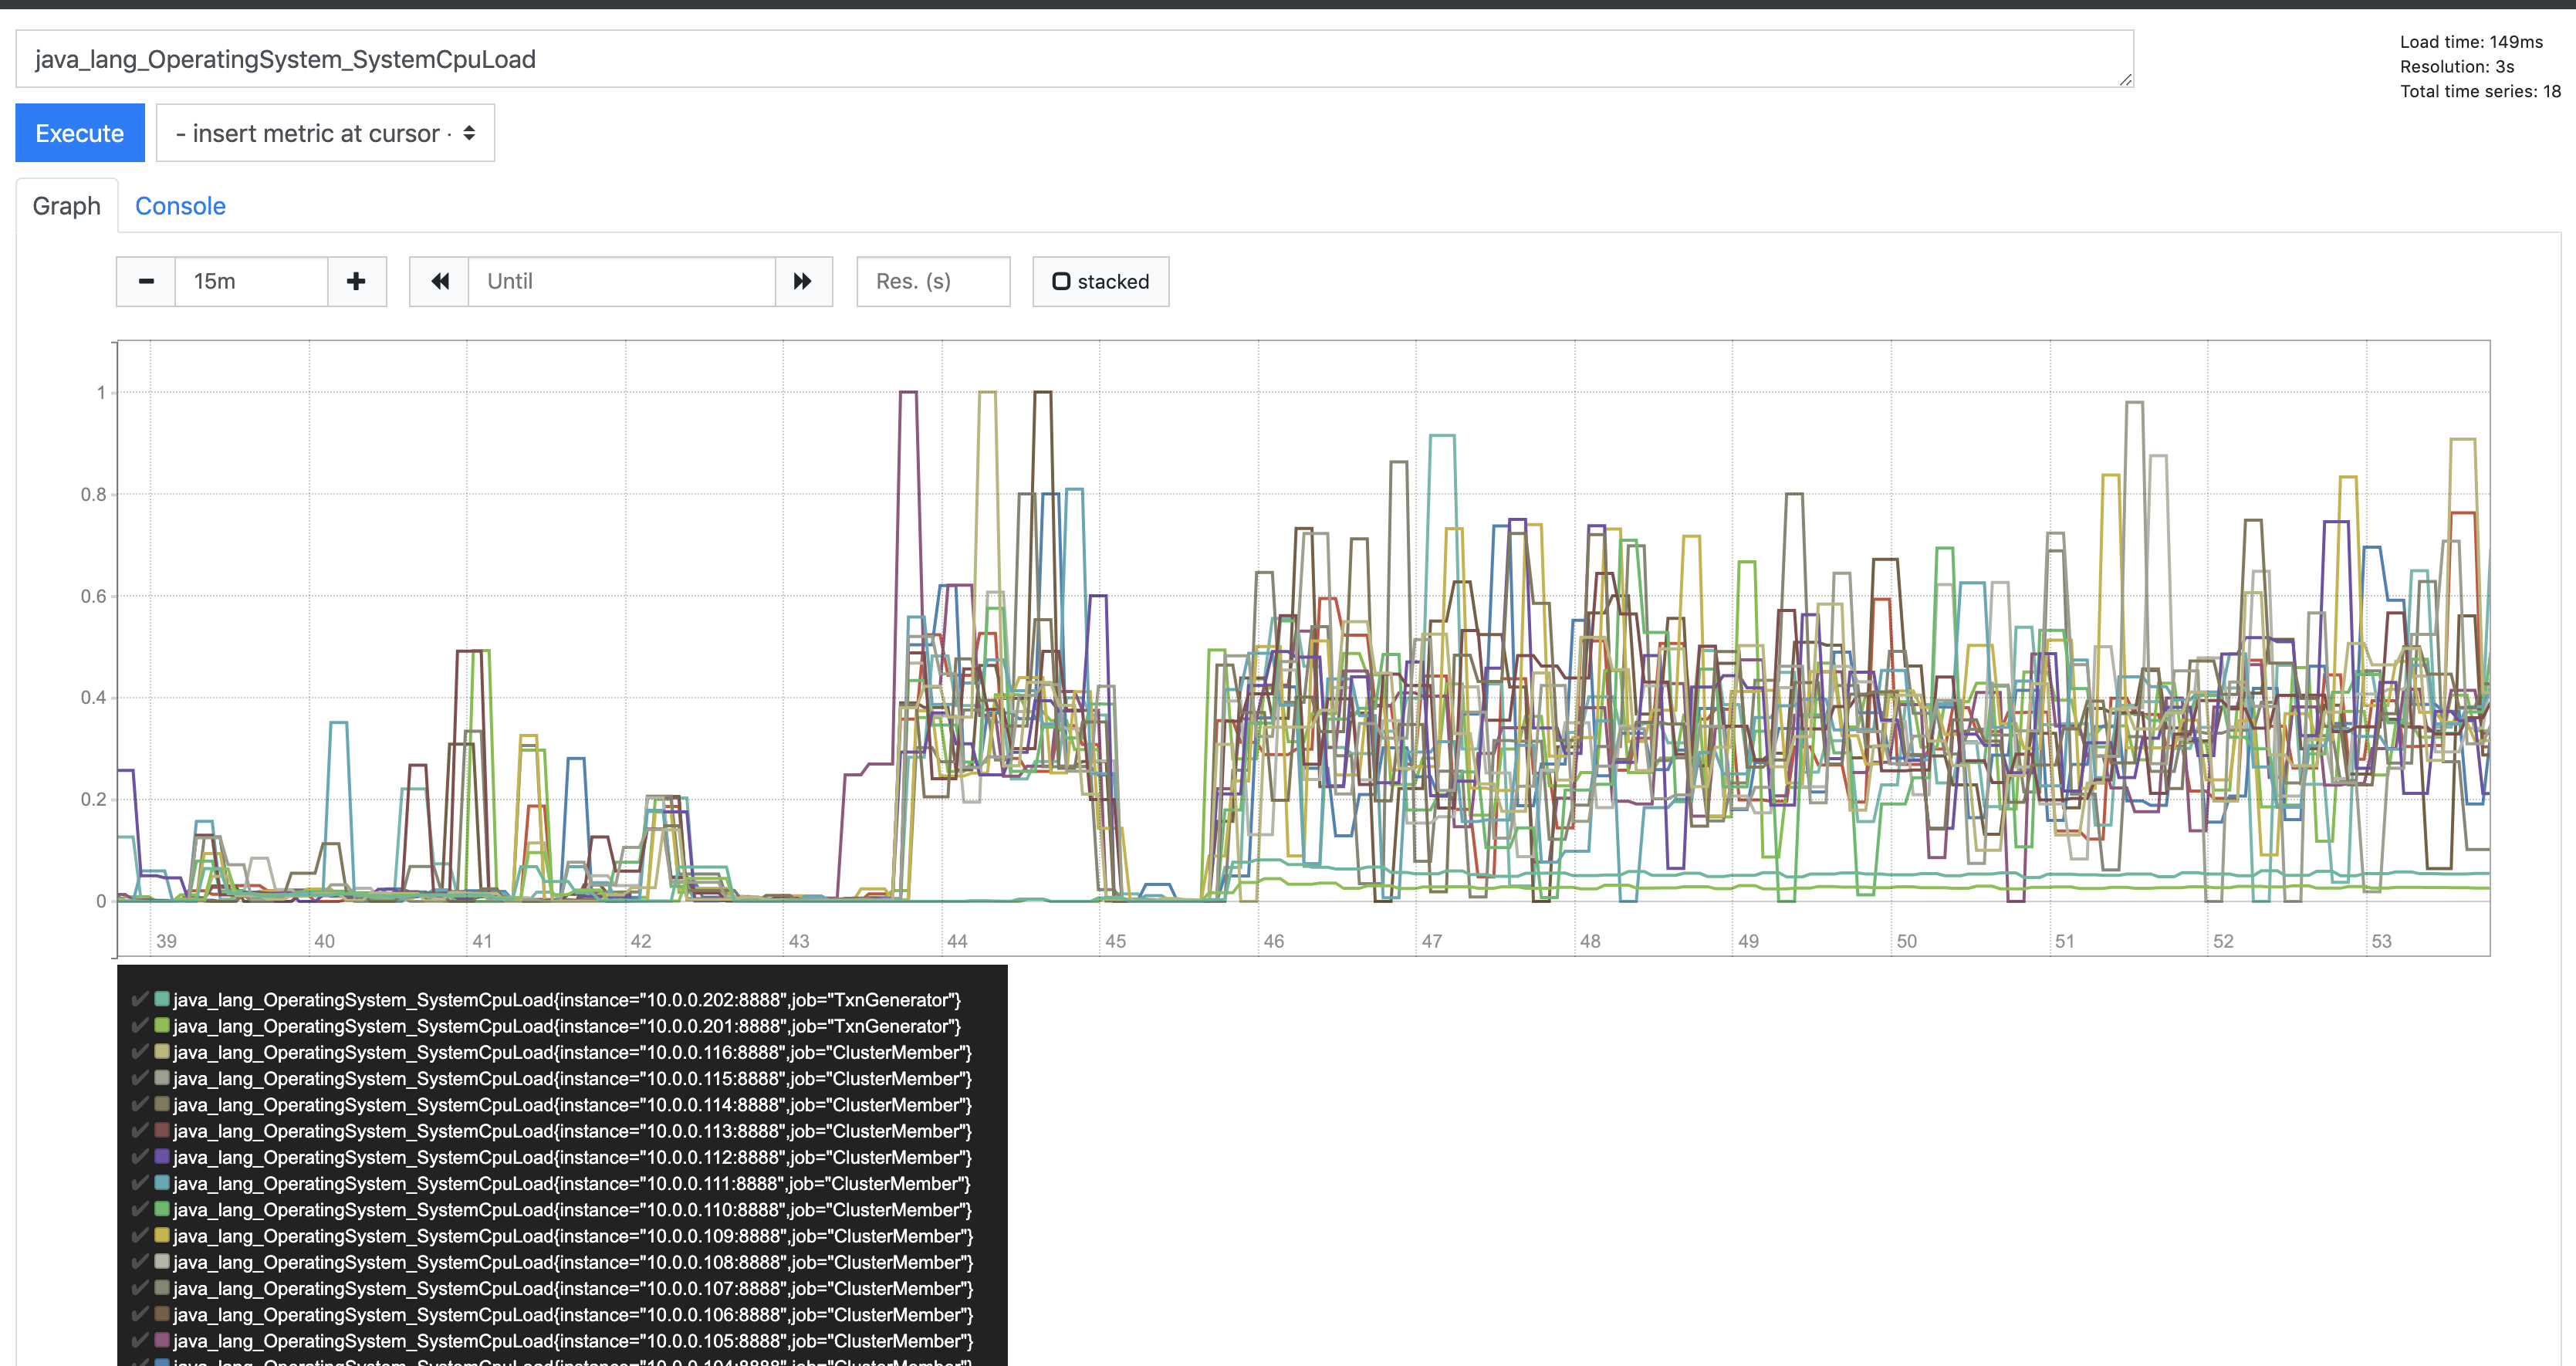 java_lang_OperatingSystem_SystemCpuLoad
Load time: 149ms
Resolution: 3s
Total time series: 18
Execute
- insert metric at cursor -
Graph
Console
15m
Until
Res. (s)
stacked
1
0.8
0.6
0.4
0.2
0
39 40 41 42 43 44 45 46 47 48 49 50 51 52 53
java_lang_OperatingSystem_SystemCpuLoad{instance="10.0.0.202:8888",job="TxnGenerator"}
java_lang_OperatingSystem_SystemCpuLoad{instance="10.0.0.201:8888",job="TxnGenerator"}
java_lang_OperatingSystem_SystemCpuLoad{instance="10.0.0.116:8888",job="ClusterMember"}
java_lang_OperatingSystem_SystemCpuLoad{instance="10.0.0.115:8888",job="ClusterMember"}
java_lang_OperatingSystem_SystemCpuLoad{instance="10.0.0.114:8888",job="ClusterMember"}
java_lang_OperatingSystem_SystemCpuLoad{instance="10.0.0.113:8888",job="ClusterMember"}
java_lang_OperatingSystem_SystemCpuLoad{instance="10.0.0.112:8888",job="ClusterMember"}
java_lang_OperatingSystem_SystemCpuLoad{instance="10.0.0.111:8888",job="ClusterMember"}
java_lang_OperatingSystem_SystemCpuLoad{instance="10.0.0.110:8888",job="ClusterMember"}
java_lang_OperatingSystem_SystemCpuLoad{instance="10.0.0.109:8888",job="ClusterMember"}
java_lang_OperatingSystem_SystemCpuLoad{instance="10.0.0.108:8888",job="ClusterMember"}
java_lang_OperatingSystem_SystemCpuLoad{instance="10.0.0.107:8888",job="ClusterMember"}
java_lang_OperatingSystem_SystemCpuLoad{instance="10.0.0.106:8888",job="ClusterMember"}
java_lang_OperatingSystem_SystemCpuLoad{instance="10.0.0.105:8888",job="ClusterMember"}
java_lang_OperatingSystem_SystemCpuLoad{instance="10.0.0.104:8888",job="ClusterMember"}